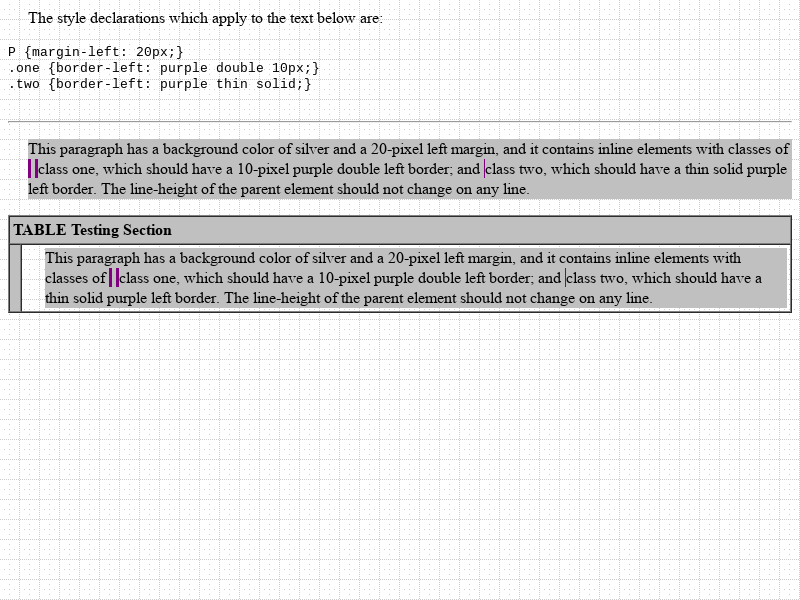 The style declarations which apply to the text below are:
P {margin-left: 20px;}
.one {border-left: purple double 10px;}
.two {border-left: purple thin solid;}
This paragraph has a background color of silver and a 20-pixel left margin, and it contains inline elements with classes of
class one, which should have a 10-pixel purple double left border; and class two, which should have a thin solid purple
left border. The line-height of the parent element should not change on any line.
TABLE Testing Section
This paragraph has a background color of silver and a 20-pixel left margin, and it contains inline elements with
classes of class one, which should have a 10-pixel purple double left border; and class two, which should have a
thin solid purple left border. The line-height of the parent element should not change on any line.